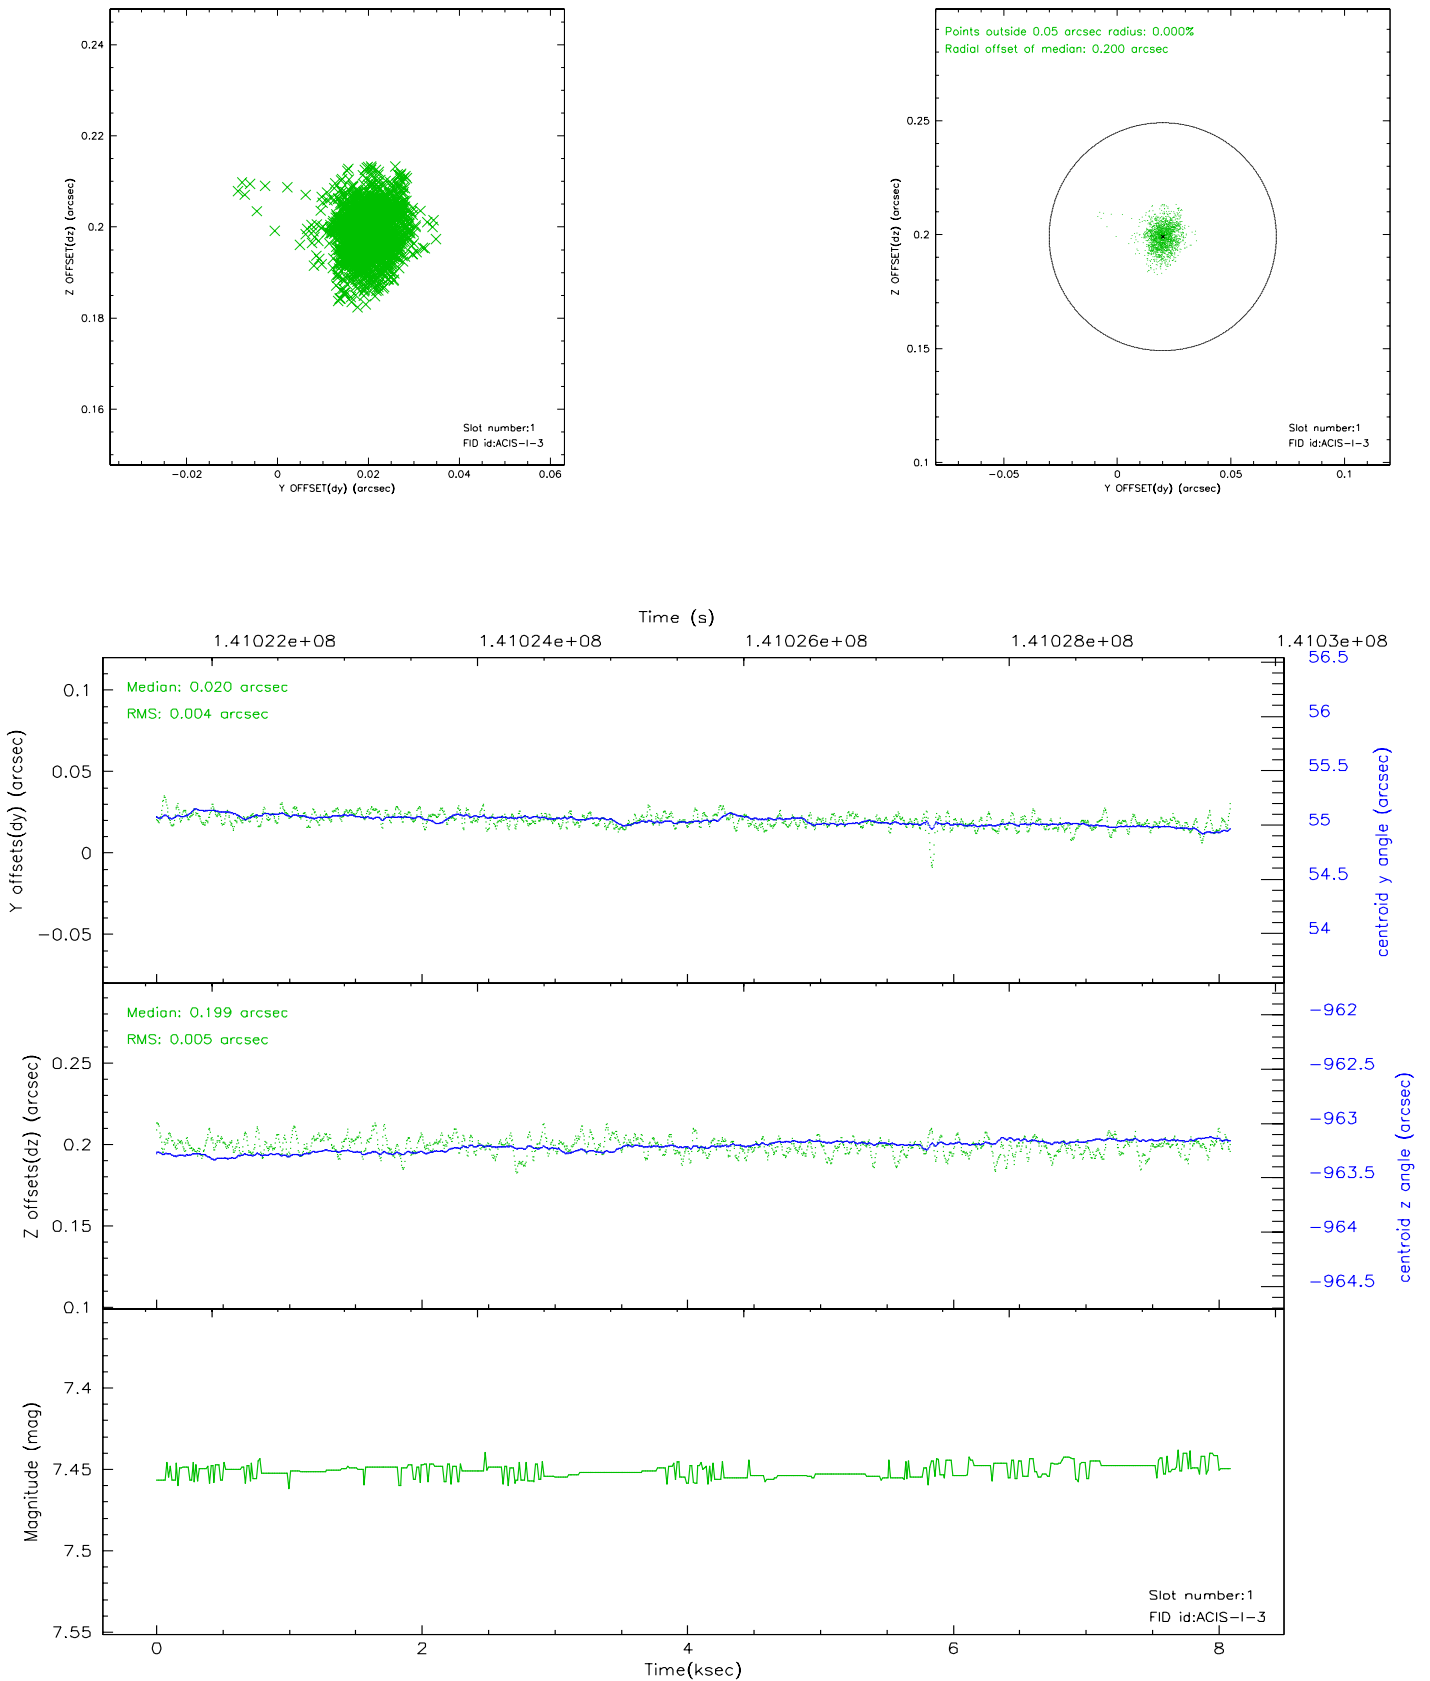 0.24
0.22
0.2
0.18
0.16
Z OFFSET(dz) (arcsec)
Slot number:1
FID id:ACIS-I-3
-0.02 0 0.02 0.04 0.06
Y OFFSET(dy) (arcsec)
Points outside 0.05 arcsec radius: 0.000%
Radial offset of median: 0.200 arcsec
0.25
0.2
0.15
0.1
Z OFFSET(dz) (arcsec)
Slot number:1
FID id:ACIS-I-3
-0.05 0 0.05 0.1
Y OFFSET(dy) (arcsec)
Time (s)
1.41022e+08 1.41024e+08 1.41026e+08 1.41028e+08 1.4103e+08
Median: 0.020 arcsec
RMS: 0.004 arcsec
0.1
0.05
0
-0.05
Y offsets(dy) (arcsec)
56.5
56
55.5
55
54.5
54
centroid y angle (arcsec)
Median: 0.199 arcsec
RMS: 0.005 arcsec
0.25
0.2
0.15
0.1
Z offsets(dz) (arcsec)
-962
-962.5
-963
-963.5
-964
-964.5
centroid z angle (arcsec)
7.4
7.45
7.5
7.55
Magnitude (mag)
Slot number:1
FID id:ACIS-I-3
0 2 4 6 8
Time(ksec)